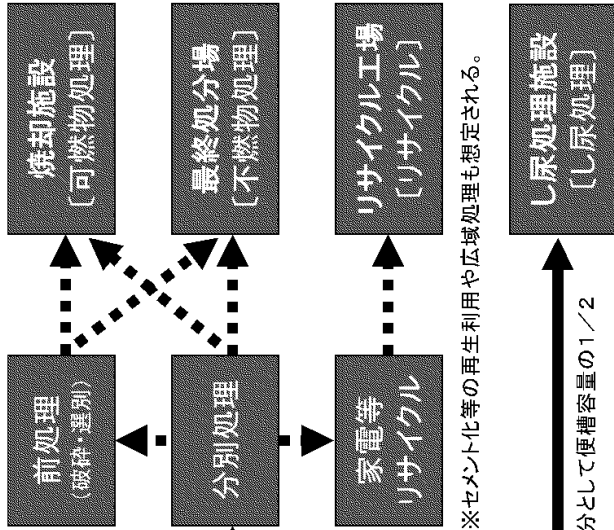 焼却施設
[可燃物処理]
最終処分場
[不燃物処理]
リサイクル工場
[リサイクル]
し尿処理施設
[し尿処理]
前処理
(破砕・選別)
分別処理
家電等
リサイクル
※セメント化等の再生利用や広域処理も想定される。
分として便槽容量の1/2